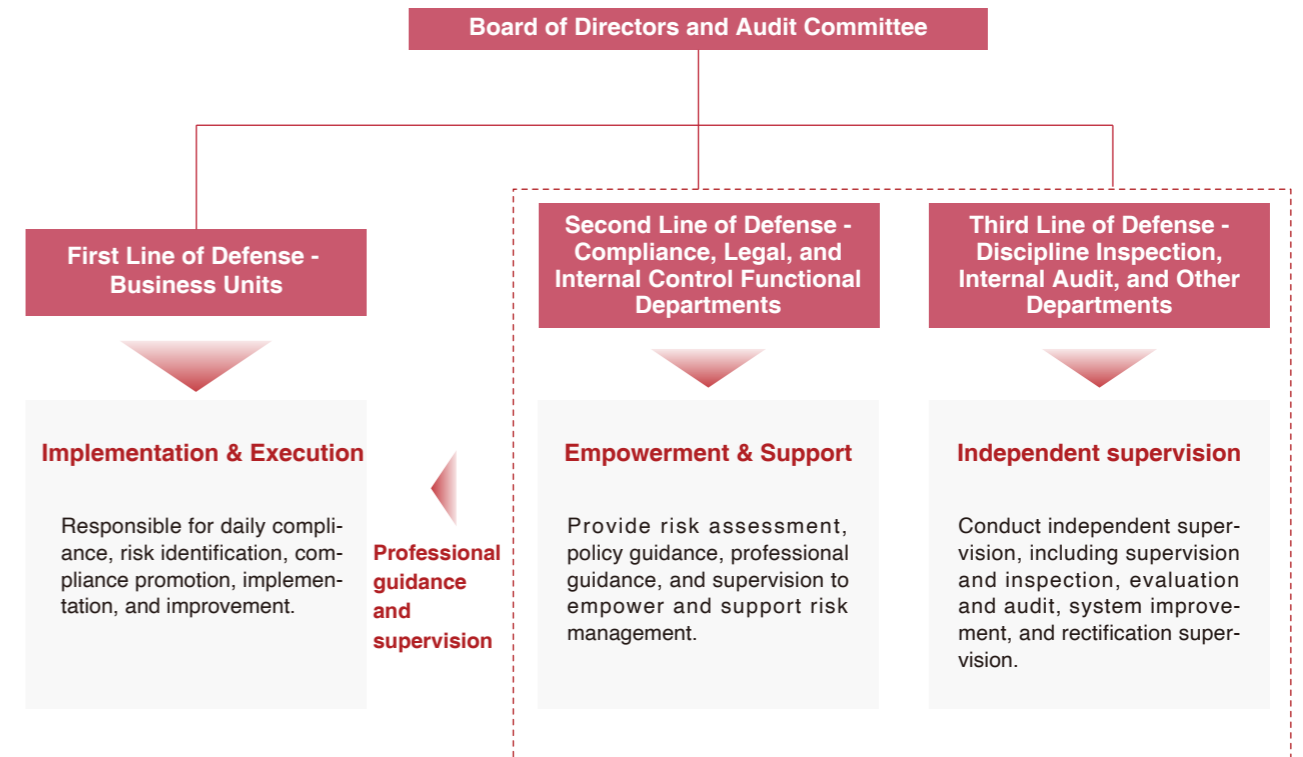 Board of Directors and Audit Committee
First Line of Defense -
Business Units
Second Line of Defense -
Compliance, Legal, and
Internal Control Functional
Departments
Third Line of Defense -
Discipline Inspection,
Internal Audit, and Other
Departments
Implementation & Execution
Responsible for daily compli-
ance, risk identification, com-
pliance promotion, implemen-
tation, and improvement.
Professional
guidance
and
supervision
Empowerment & Support
Provide risk assessment,
policy guidance, professional
guidance, and supervision to
empower and support risk
management.
Independent supervision
Conduct independent super-
vision, including supervision
and inspection, evaluation
and audit, system improve-
ment, and rectification super-
vision.